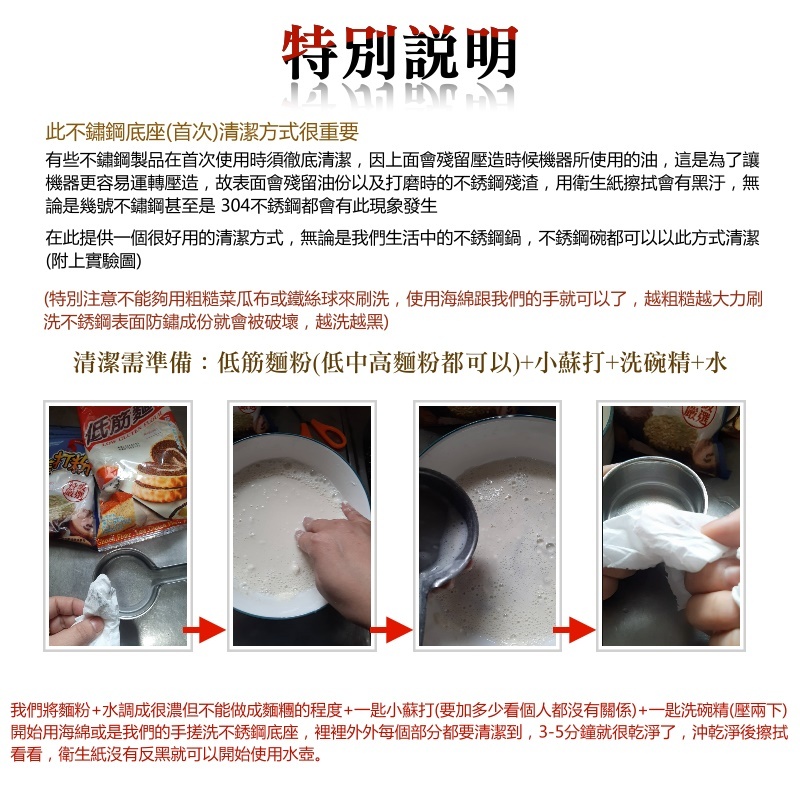 特別説明
此不鏽鋼底座(首次)清潔方式很重要
有些不鏽鋼製品在首次使用時須徹底清潔，因上面會殘留壓造時候機器所使用的油，這是為了讓
機器更容易運轉壓造，故表面會殘留油份以及打磨時的不銹鋼殘渣，用衛生紙擦拭會有黑汙，無
論是幾號不鏽鋼甚至是 304不銹鋼都會有此現象發生
在此提供一個很好用的清潔方式，無論是我們生活中的不銹鋼鍋，不銹鋼碗都可以以此方式清潔
(附上實驗圖)
(特別注意不能夠用粗糙菜瓜布或鐵絲球來刷洗，使用海綿跟我們的手就可以了，越粗糙越大力刷
洗不銹鋼表面防鏽成份就會被破壞，越洗越黑)
清潔需準備：低筋麵粉(低中高麵粉都可以)+小蘇打+洗碗精+水
低筋麵
LOW GLUTEN FLOUR
打粉
特級
嚴選
嚴選
我們將麵粉+水調成很濃但不能做成麵糰的程度+一匙小蘇打(要加多少看個人都沒有關係)+一匙洗碗精(壓兩下)
開始用海綿或是我們的手搓洗不銹鋼底座，裡裡外外每個部分都要清潔到，3-5分鐘就很乾淨了，沖乾淨後擦拭
看看，衛生紙沒有反黑就可以開始使用水壺。